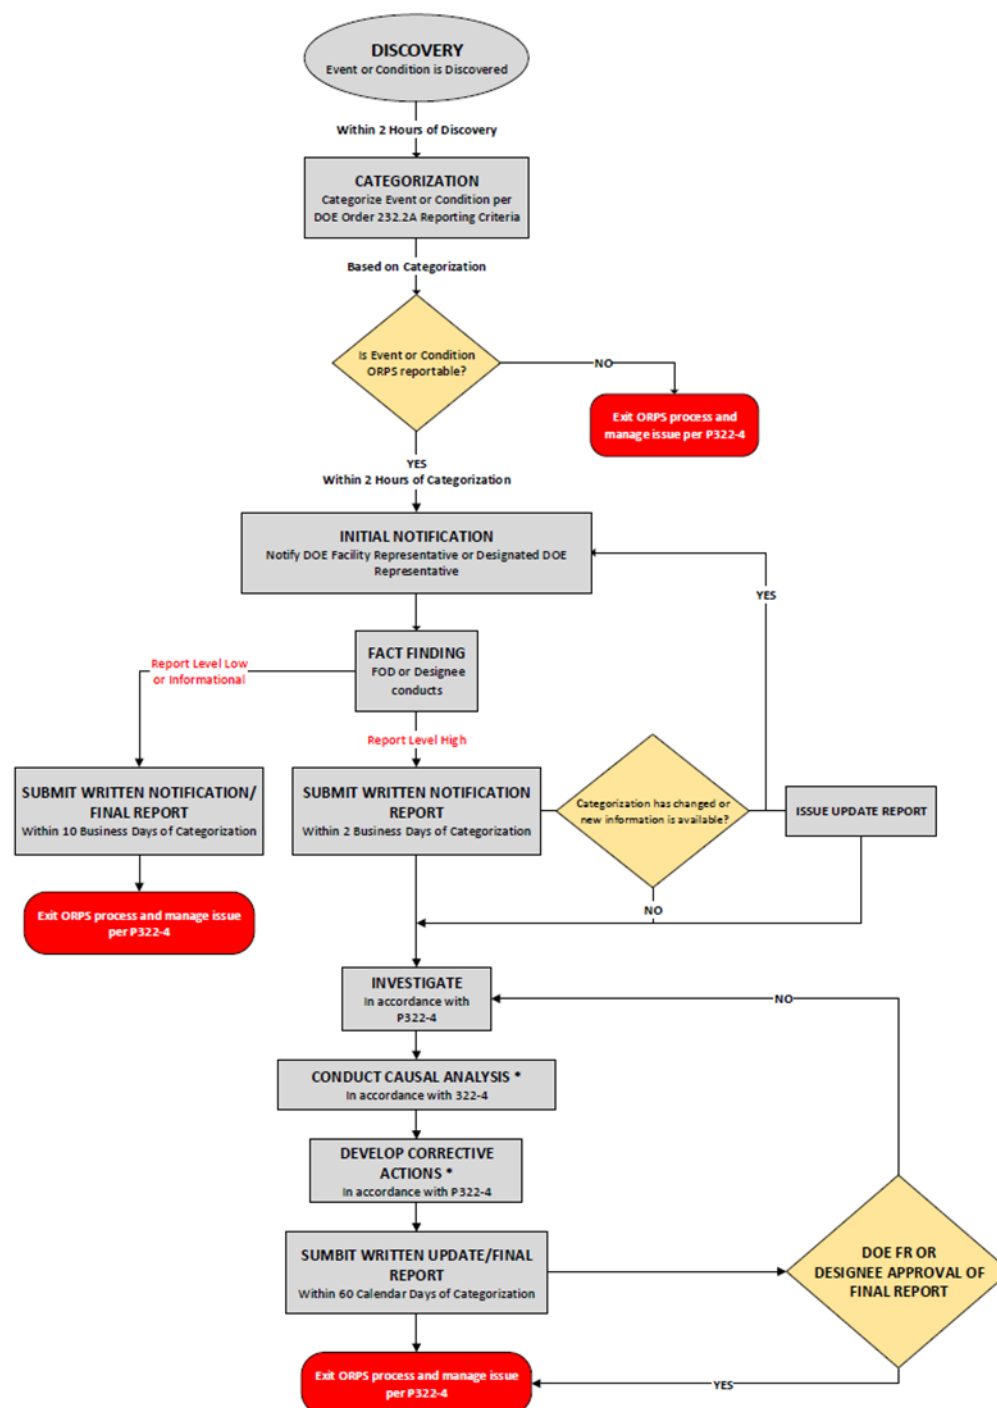 DISCOVERY
Event or Condition is Discovered
Within 2 Hours of Discovery
CATEGORIZATION
Categorize Event or Condition per
DOE Order 232.2A Reporting Criteria
Based on Categorization
Is Event or Condition
ORPS reportable?
NO
Exit ORPS process and
manage issue per P322-4
YES
Within 2 Hours of Categorization
INITIAL NOTIFICATION
Notify DOE Facility Representative or Designated DOE
Representative
YES
FACT FINDING
FOD or Designee
conducts
Report Level Low
or Informational
Report Level High
SUBMIT WRITTEN NOTIFICATION/
FINAL REPORT
Within 10 Business Days of Categorization
SUBMIT WRITTEN NOTIFICATION
REPORT
Within 2 Business Days of Categorization
Categorization has changed or
new information is available?
ISSUE UPDATE REPORT
NO
Exit ORPS process and manage issue
per P322-4
INVESTIGATE
In accordance with
P322-4
NO
CONDUCT CAUSAL ANALYSIS *
In accordance with 322-4
DEVELOP CORRECTIVE
ACTIONS *
In accordance with P322-4
SUMBIT WRITTEN UPDATE/FINAL
REPORT
Within 60 Calendar Days of Categorization
DOE FR OR
DESIGNEE APPROVAL OF
FINAL REPORT
Exit ORPS process and manage issue
per P322-4
YES